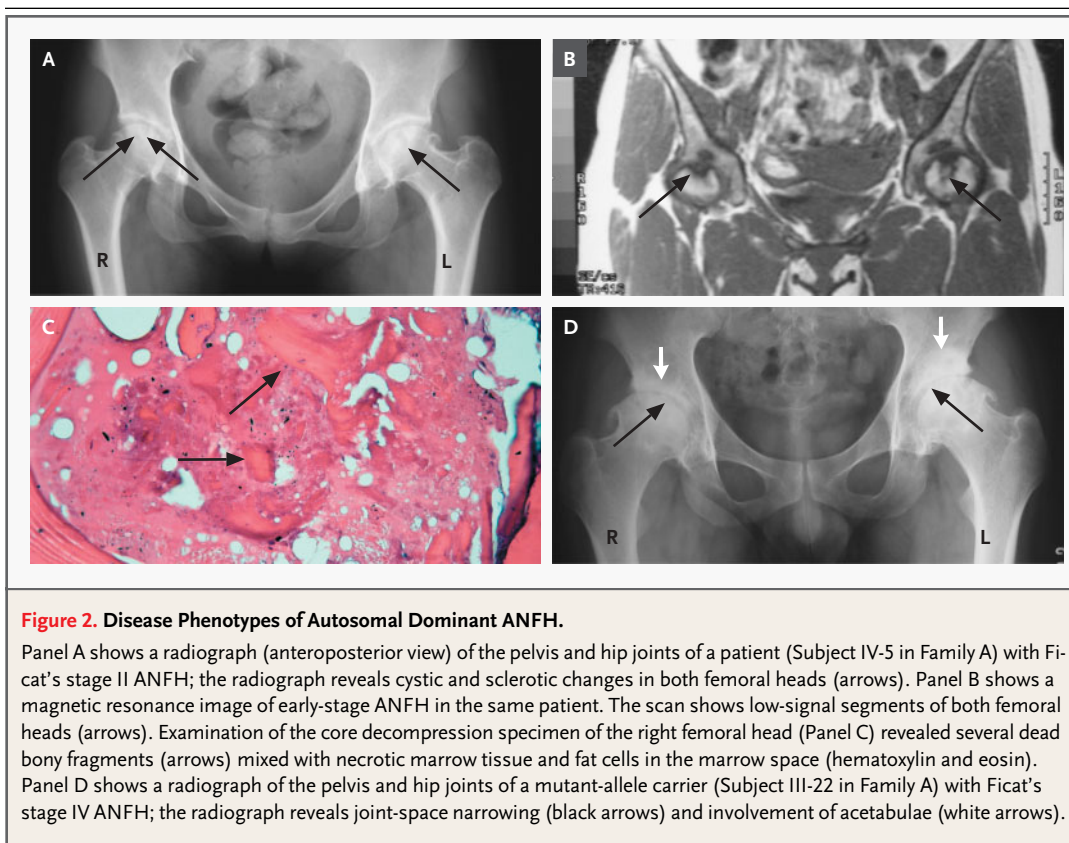 A
B
R
L
R
1
6
0
SE/cs
C
D
R
L
Figure 2. Disease Phenotypes of Autosomal Dominant ANFH.
Panel A shows a radiograph (anteroposterior view) of the pelvis and hip joints of a patient (Subject IV-5 in Family A) with Fi-
cat’s stage II ANFH; the radiograph reveals cystic and sclerotic changes in both femoral heads (arrows). Panel B shows a
magnetic resonance image of early-stage ANFH in the same patient. The scan shows low-signal segments of both femoral
heads (arrows). Examination of the core decompression specimen of the right femoral head (Panel C) revealed several dead
bony fragments (arrows) mixed with necrotic marrow tissue and fat cells in the marrow space (hematoxylin and eosin).
Panel D shows a radiograph of the pelvis and hip joints of a mutant-allele carrier (Subject III-22 in Family A) with Ficat’s
stage IV ANFH; the radiograph reveals joint-space narrowing (black arrows) and involvement of acetabulae (white arrows).